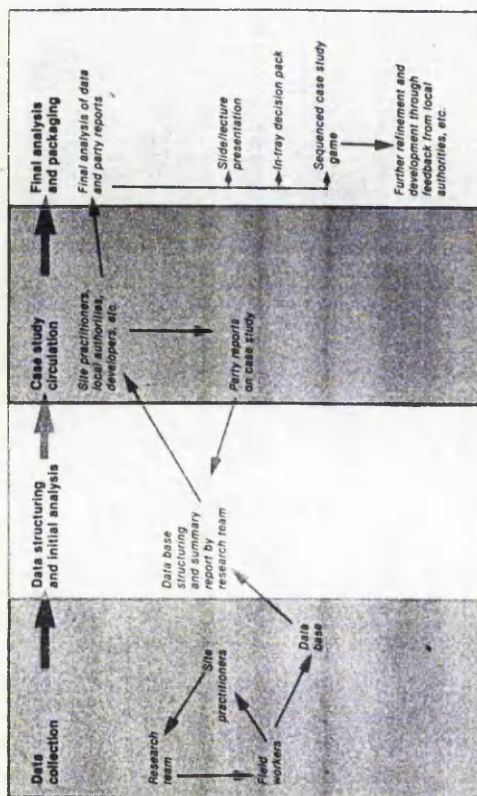 Data
collection
Research
team
Site
practitioners
Field
workers
Data
base
Data structuring
and initial analysis
Data base
structuring
and summary
report by
research team
Case study
circulation
Site practitioners,
local authorities,
developers, etc.
Party reports
on case study
Final analysis
and packaging
Final analysis of data
and party reports
Slide/lecture
presentation
In-tray decision pack
Sequenced case study
game
Further refinement and
development through
feedback from local
authorities, etc.